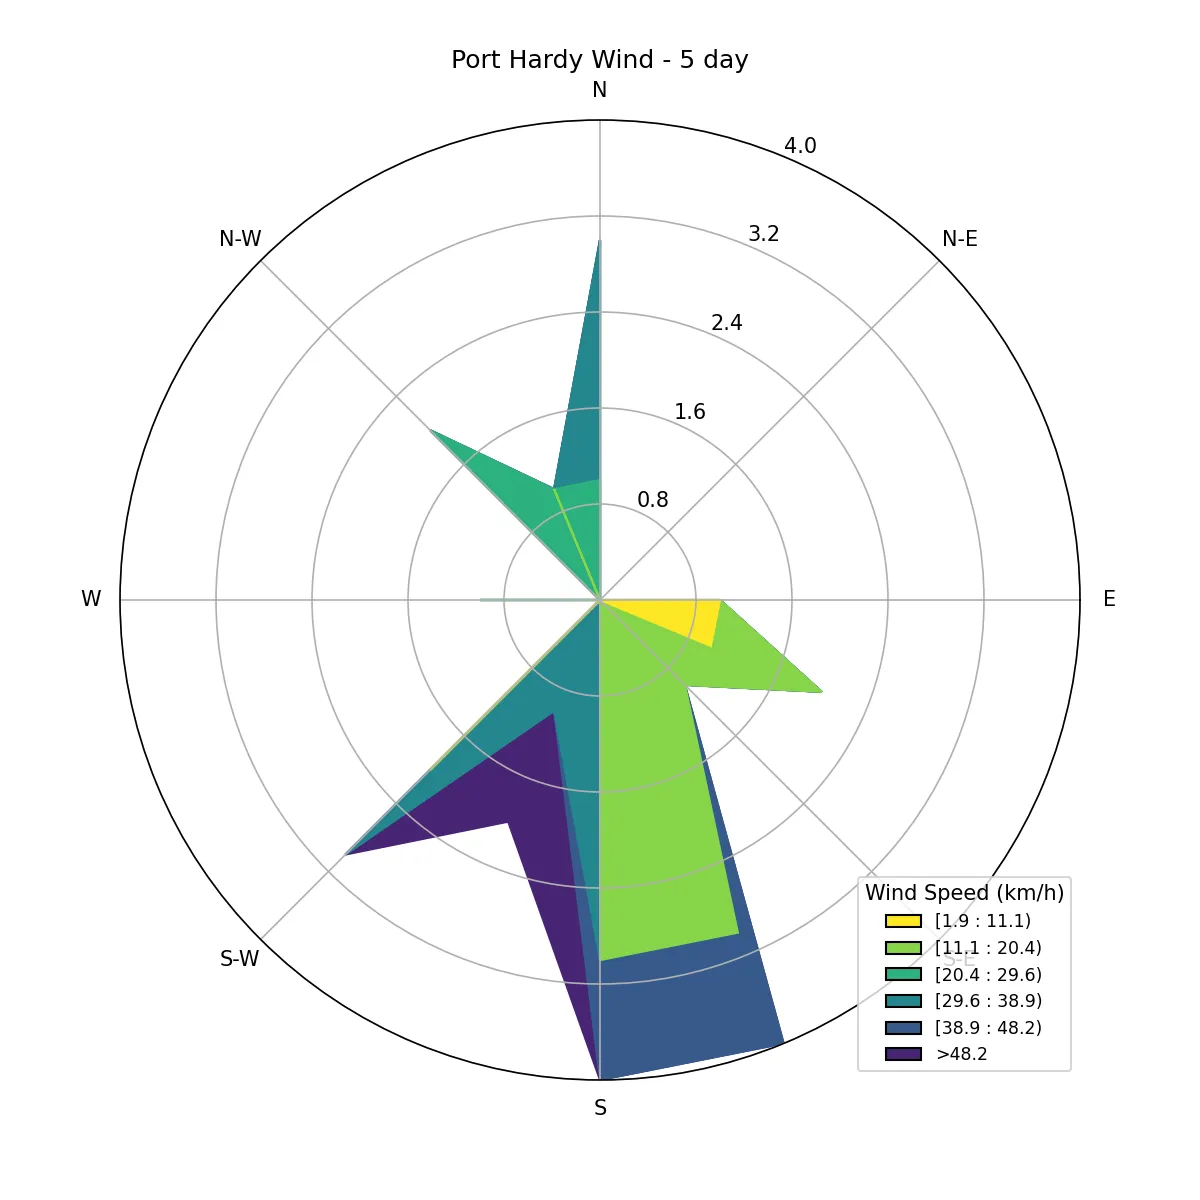 Port Hardy Wind - 5 day
N
4.0
N-W
3.2
N-E
2.4
1.6
0.8
W
E
Wind Speed (km/h)
[1.9 : 11.1)
[11.1 : 20.4)
S-W
S-E
[20.4 : 29.6)
[29.6 : 38.9)
[38.9 : 48.2)
>48.2
S